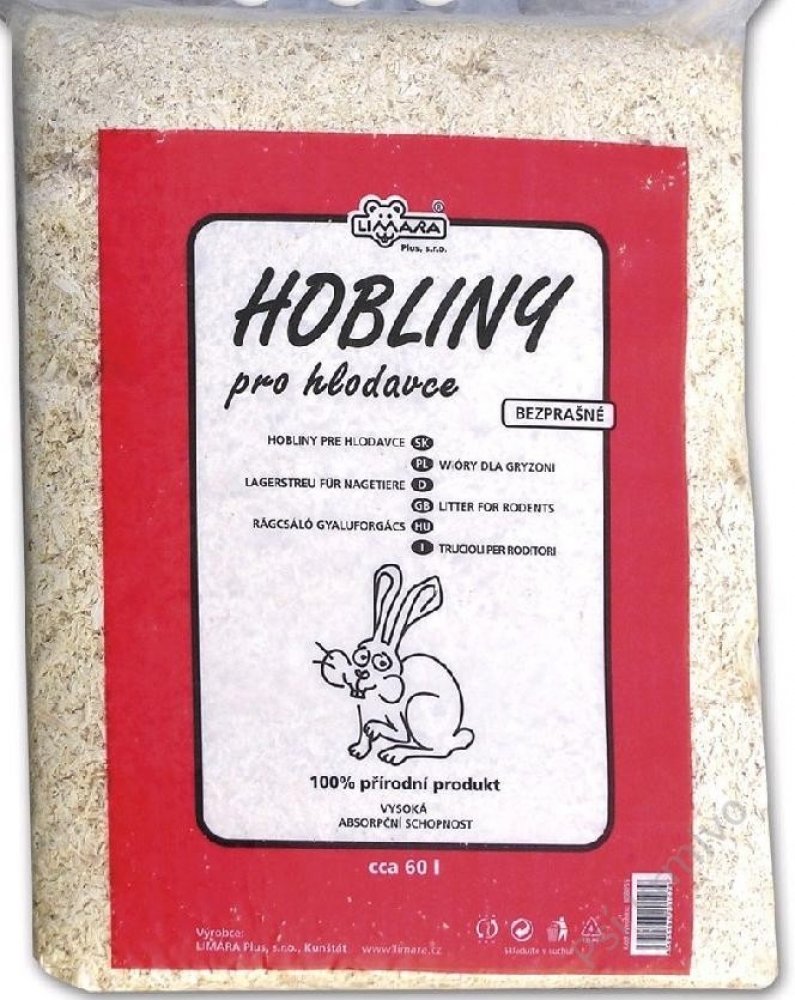 LIMARA ®
Plus, s.r.o.
HOBLINY
pro hlodavce
BEZPRAŠNÉ
HOBLINY PRE HLODAVCE SK
PL WIÓRY DLA GRYZONI
LAGERSTREU FÜR NAGETIERE D
GB LITTER FOR RODENTS
RÁGCSÁLÓ GYALUFORGÁCS HU
I TRUCIOLI PER RODITORI
100% přírodní produkt
VYSOKÁ
ABSORPČNÍ SCHOPNOST
cca 60 l
Výrobce:
LIMARA Plus, s.r.o., Kunštát www.limara.cz
Skladujte v suchu